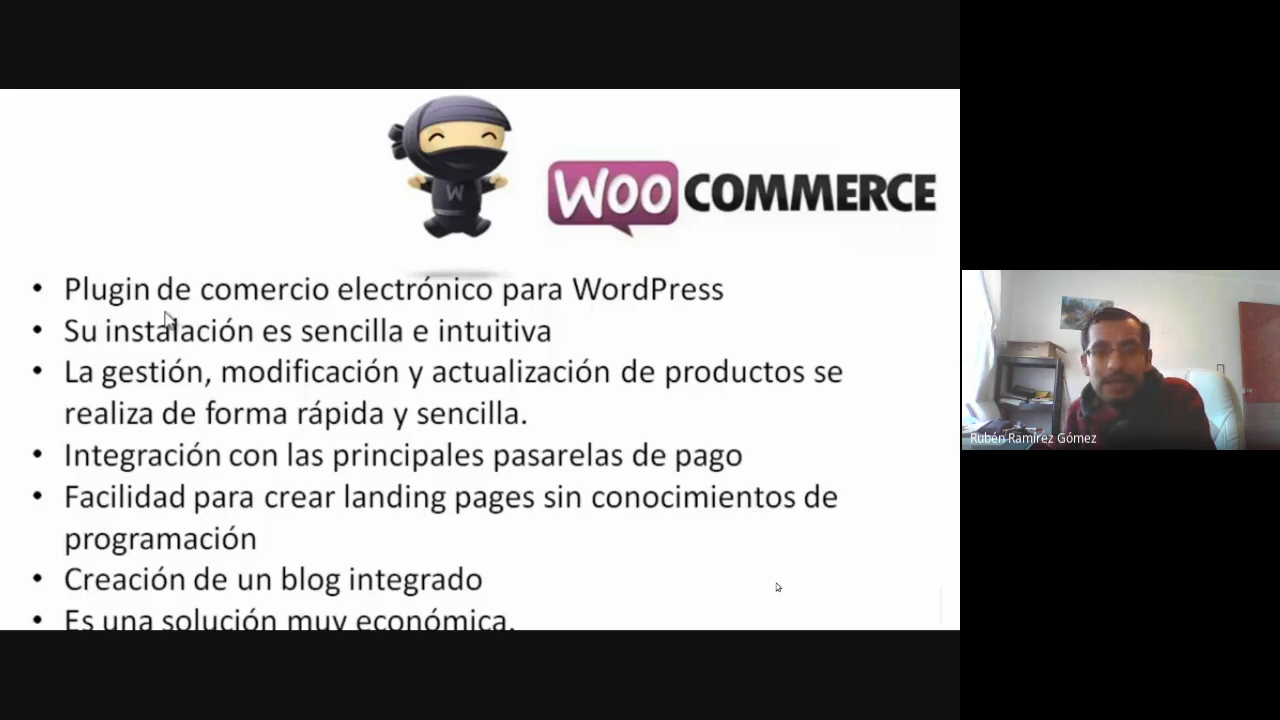 W
WOO COMMERCE
• Plugin de comercio electrónico para WordPress
• Su instalación es sencilla e intuitiva
• La gestión, modificación y actualización de productos se
realiza de forma rápida y sencilla.
• Integración con las principales pasarelas de pago
• Facilidad para crear landing pages sin conocimientos de
programación
• Creación de un blog integrado
• Es una solución muy económica.
Rubén Ramírez Gómez